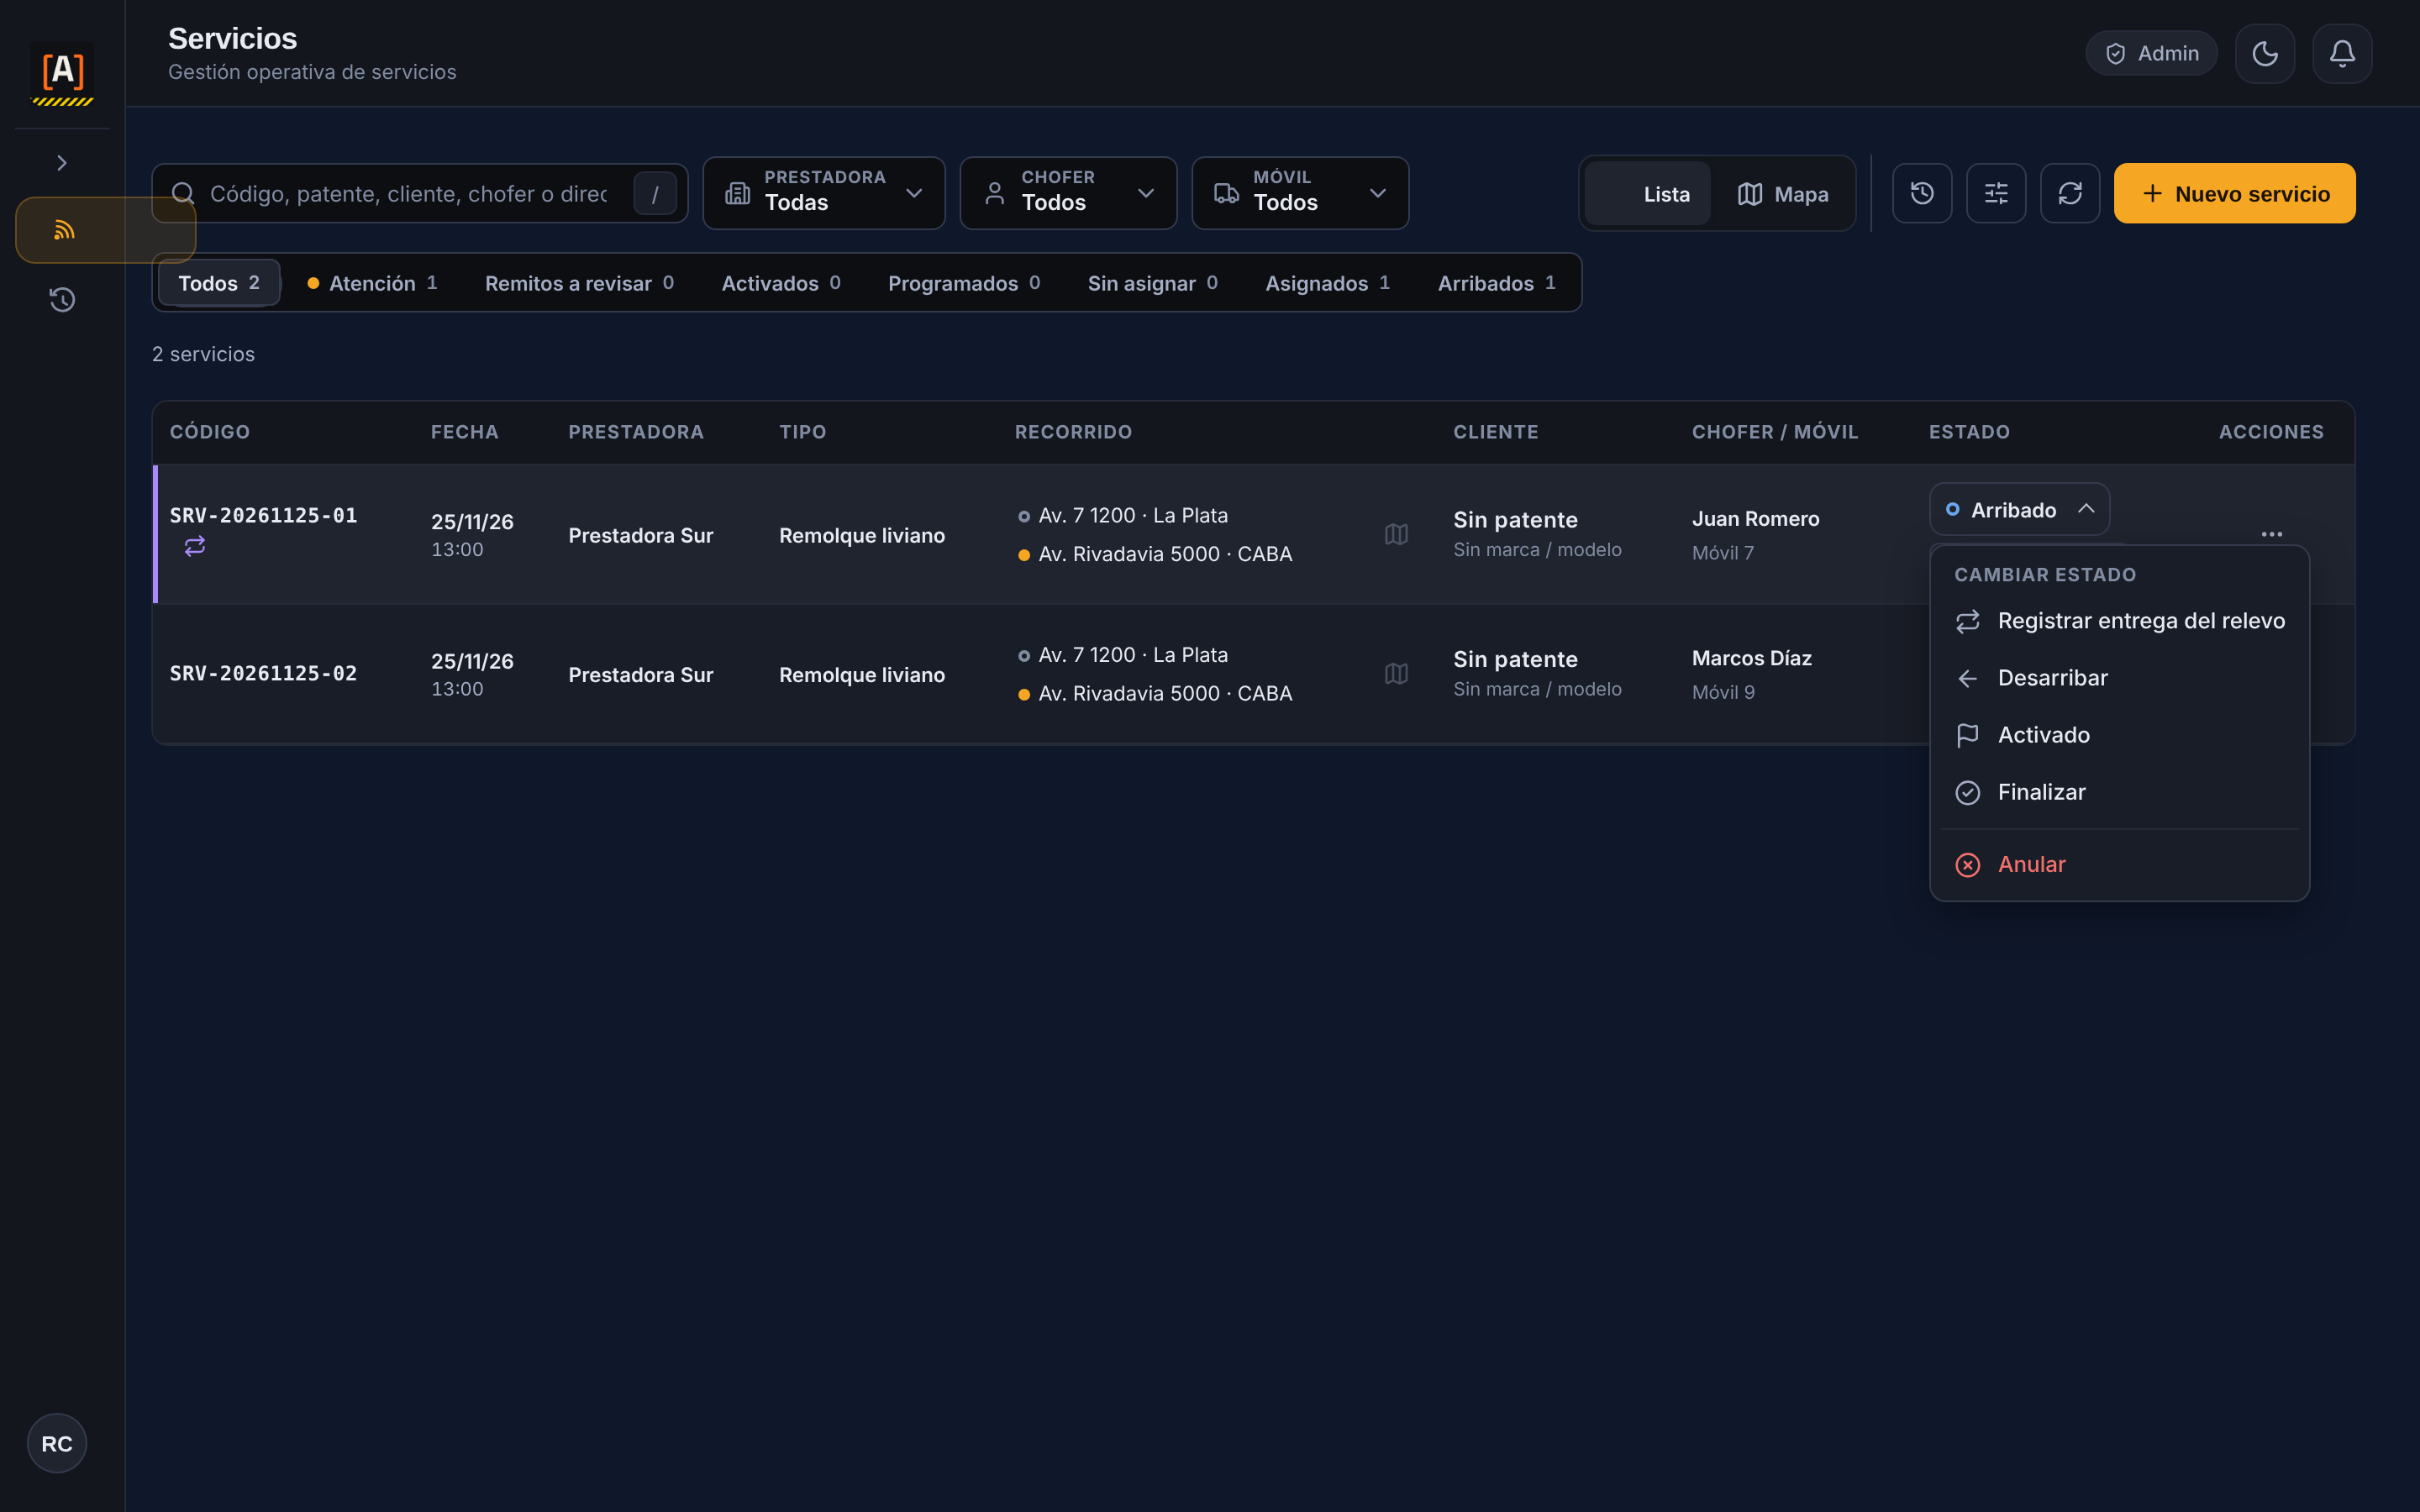 Servicios
Gestión operativa de servicios
Admin
[A]
Código, patente, cliente, chofer o direc
/
PRESTADORA
Todas
CHOFER
Todos
MÓVIL
Todos
Lista
Mapa
Nuevo servicio
Todos 2
Atención 1
Remitos a revisar 0
Activados 0
Programados 0
Sin asignar 0
Asignados 1
Arribados 1
2 servicios
CÓDIGO FECHA PRESTADORA TIPO RECORRIDO CLIENTE CHOFER / MÓVIL ESTADO ACCIONES
SRV-20261125-01
25/11/26
13:00
Prestadora Sur
Remolque liviano
Av. 7 1200 · La Plata
Av. Rivadavia 5000 · CABA
Sin patente
Sin marca / modelo
Juan Romero
Móvil 7
Arribado
SRV-20261125-02
25/11/26
13:00
Prestadora Sur
Remolque liviano
Av. 7 1200 · La Plata
Av. Rivadavia 5000 · CABA
Sin patente
Sin marca / modelo
Marcos Díaz
Móvil 9
CAMBIAR ESTADO
Registrar entrega del relevo
Desarribar
Activado
Finalizar
Anular
RC